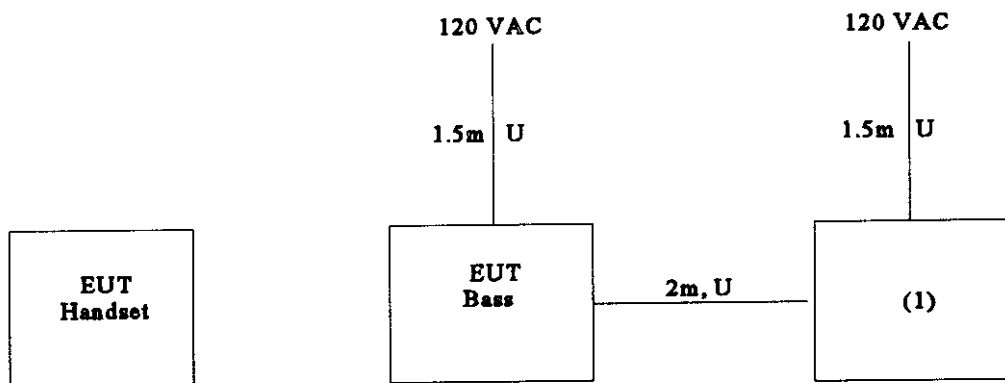 120 VAC
120 VAC
1.5m U
1.5m U
EUT
Handset
EUT
Bass
2m, U
(1)